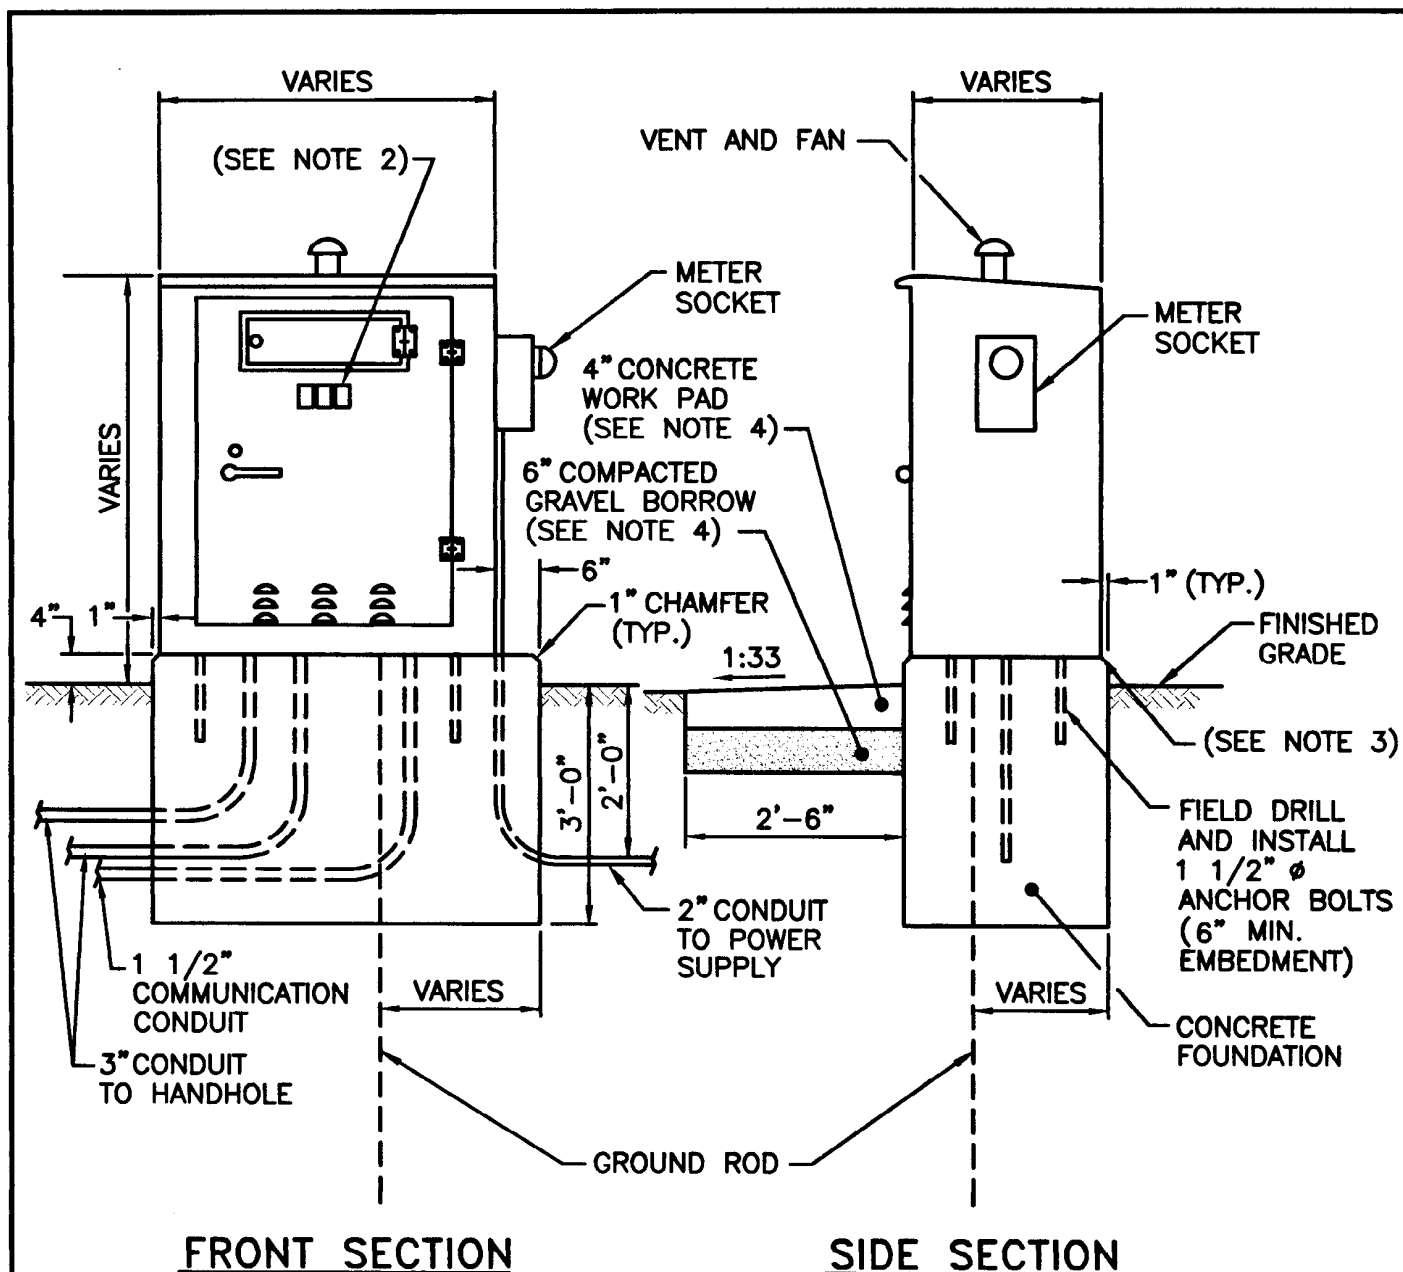 VARIES
VARIES
(SEE NOTE 2)
VENT AND FAN
METER
SOCKET
METER
SOCKET
4" CONCRETE
WORK PAD
(SEE NOTE 4)
VARIES
6" COMPACTED
GRAVEL BORROW
(SEE NOTE 4)
6"
1" (TYP.)
4"
1"
1" CHAMFER
(TYP.)
FINISHED
GRADE
1:33
(SEE NOTE 3)
3'-0"
2'-0"
2'-6"
FIELD DRILL
AND INSTALL
1 1/2" ø
ANCHOR BOLTS
(6" MIN.
EMBEDMENT)
2" CONDUIT
TO POWER
SUPPLY
1 1/2"
COMMUNICATION
CONDUIT
VARIES
VARIES
CONCRETE
FOUNDATION
3" CONDUIT
TO HANDHOLE
GROUND ROD
FRONT SECTION
SIDE SECTION